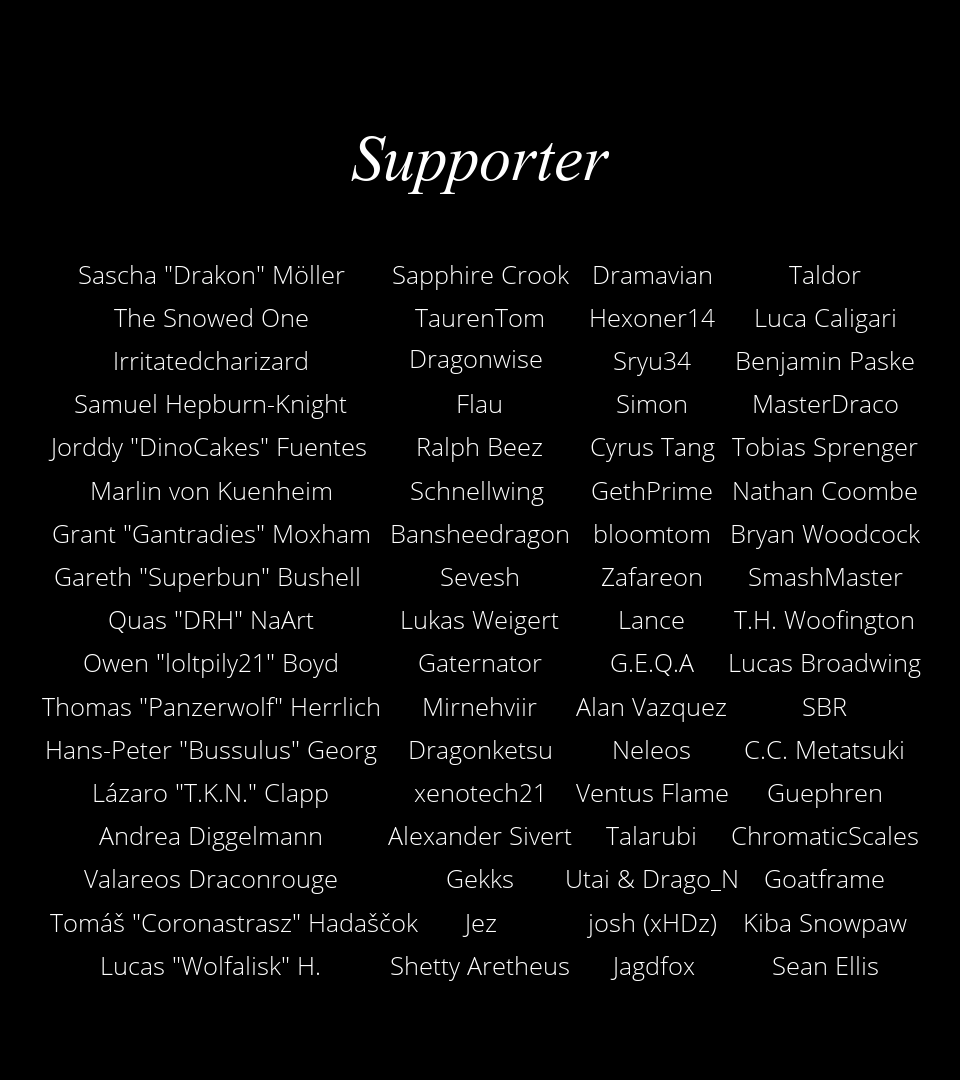 Supporter
Sascha "Drakon" Möller Sapphire Crook Dramavian Taldor
The Snowed One TaurenTom Hexoner14 Luca Caligari
Irritatedcharizard Dragonwise Sryu34 Benjamin Paske
Samuel Hepburn-Knight Flau Simon MasterDraco
Jorddy "DinoCakes" Fuentes Ralph Beez Cyrus Tang Tobias Sprenger
Marlin von Kuenheim Schnellwing GethPrime Nathan Coombe
Grant "Gantradies" Moxham Bansheedragon bloomtom Bryan Woodcock
Gareth "Superbun" Bushell Sevesh Zafareon SmashMaster
Quas "DRH" NaArt Lukas Weigert Lance T.H. Woofington
Owen "loltpily21" Boyd Gaternator G.E.Q.A Lucas Broadwing
Thomas "Panzerwolf" Herrlich Mirnehviir Alan Vazquez SBR
Hans-Peter "Bussulus" Georg Dragonketsu Neleos C.C. Metatsuki
Lázaro "T.K.N." Clapp xenotech21 Ventus Flame Guephren
Andrea Diggelmann Alexander Sivert Talarubi ChromaticScales
Valareos Draconrouge Gekks Utai & Drago_N Goatframe
Tomáš "Coronastrasz" Hadaščok Jez josh (xHDz) Kiba Snowpaw
Lucas "Wolfalisk" H. Shetty Aretheus Jagdfox Sean Ellis